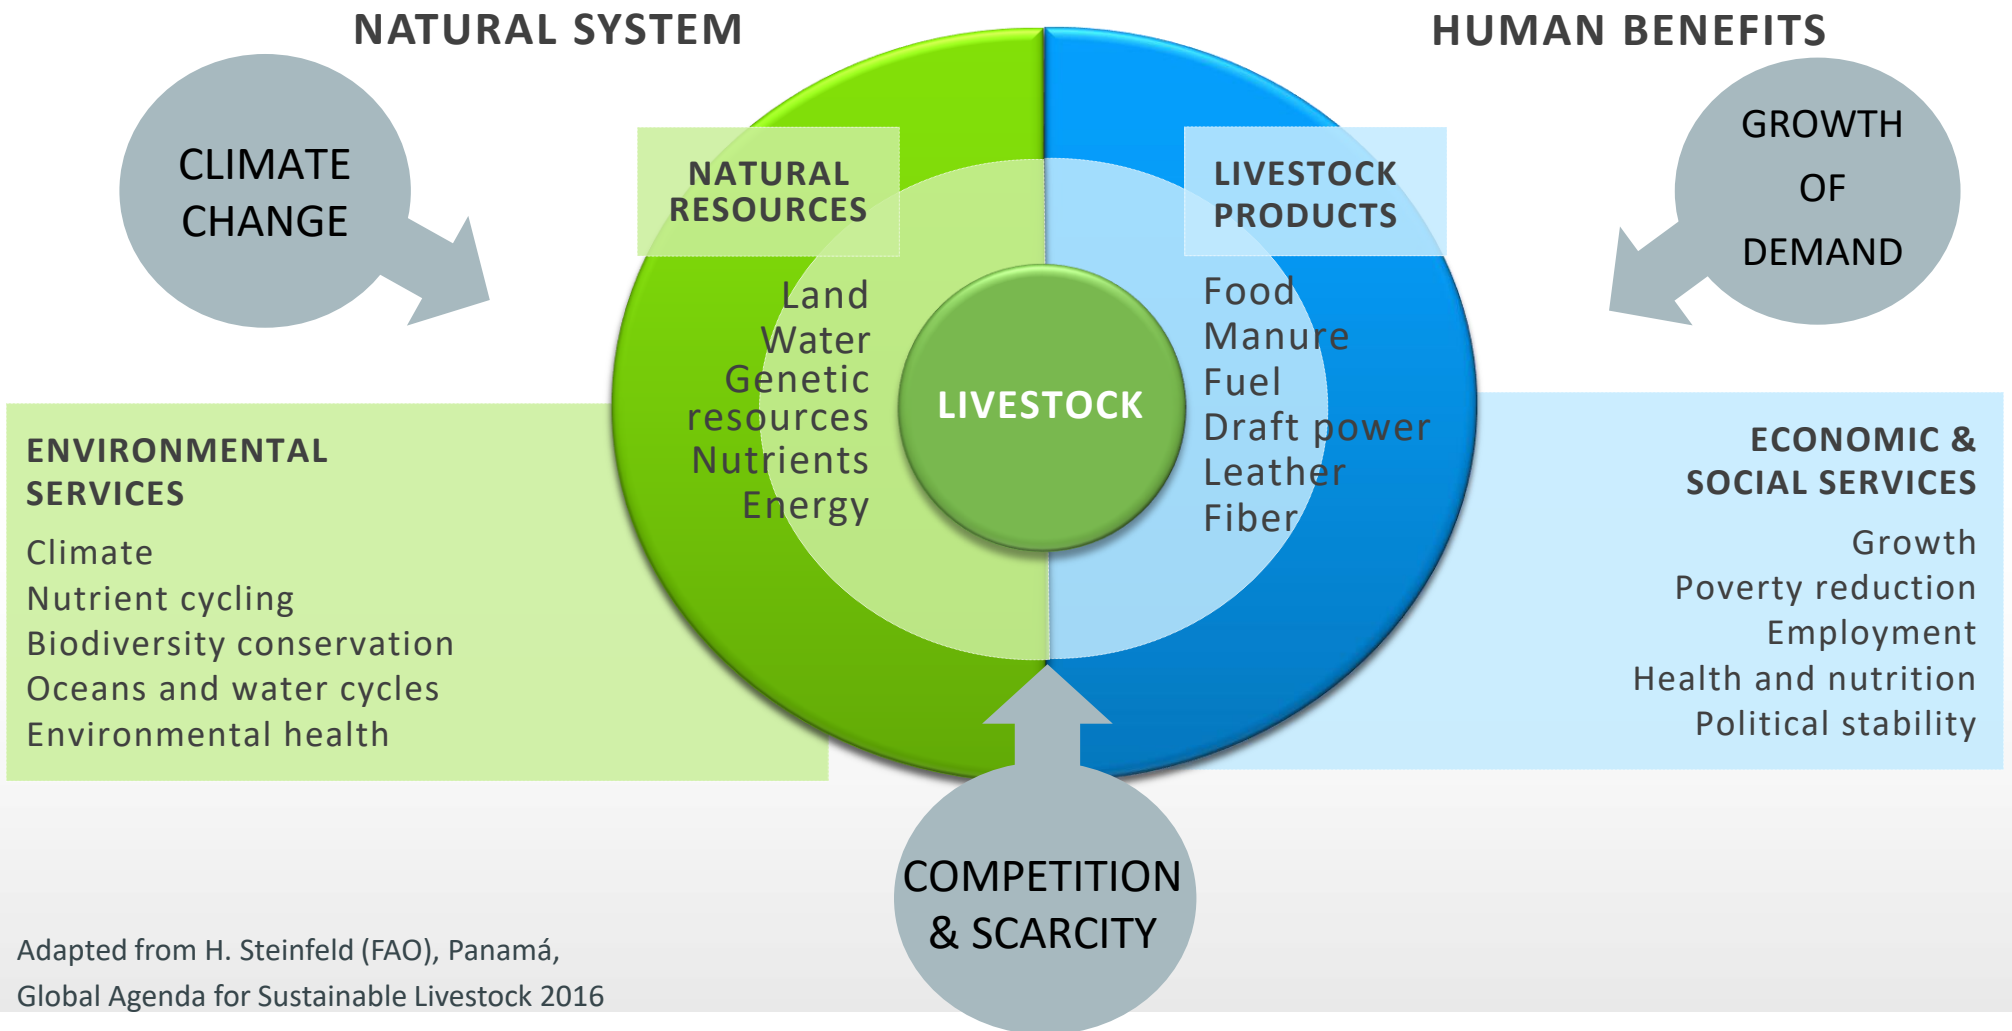 NATURAL SYSTEM
HUMAN BENEFITS
CLIMATE
CHANGE
GROWTH
OF
DEMAND
NATURAL
RESOURCES
Land
Water
Genetic
resources
Nutrients
Energy
LIVESTOCK
LIVESTOCK
PRODUCTS
Food
Manure
Fuel
Draft power
Leather
Fiber
ENVIRONMENTAL
SERVICES
Climate
Nutrient cycling
Biodiversity conservation
Oceans and water cycles
Environmental health
ECONOMIC &
SOCIAL SERVICES
Growth
Poverty reduction
Employment
Health and nutrition
Political stability
COMPETITION
& SCARCITY
Adapted from H. Steinfeld (FAO), Panamá,
Global Agenda for Sustainable Livestock 2016